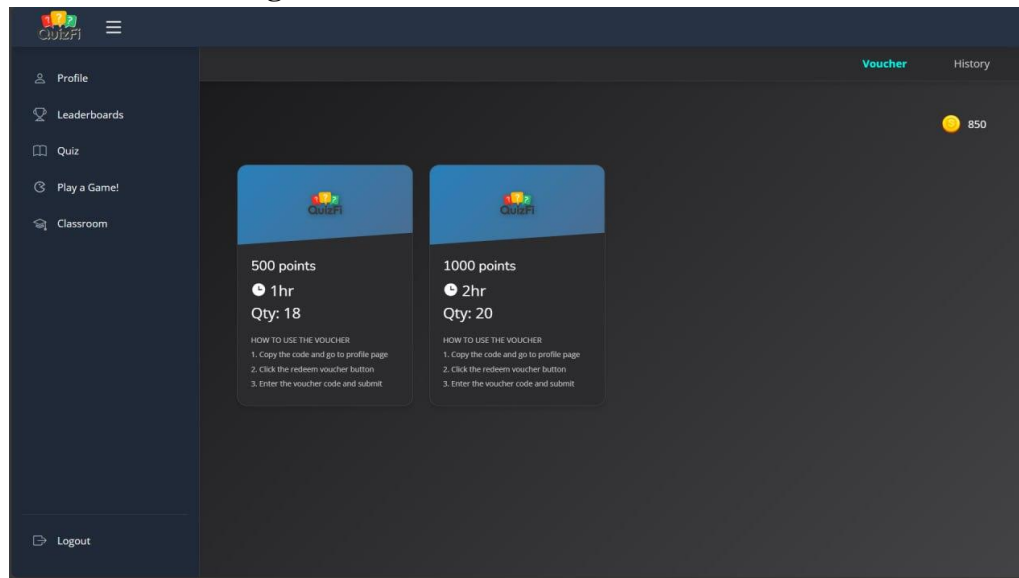 ? ? ?
QuizFi
Profile
Leaderboards
Quiz
Play a Game!
Classroom
Logout
Voucher History
850
? ? ?
QuizFi
500 points
1hr
Qty: 18
HOW TO USE THE VOUCHER
1. Copy the code and go to profile page
2. Click the redeem voucher button
3. Enter the voucher code and submit
? ? ?
QuizFi
1000 points
2hr
Qty: 20
HOW TO USE THE VOUCHER
1. Copy the code and go to profile page
2. Click the redeem voucher button
3. Enter the voucher code and submit